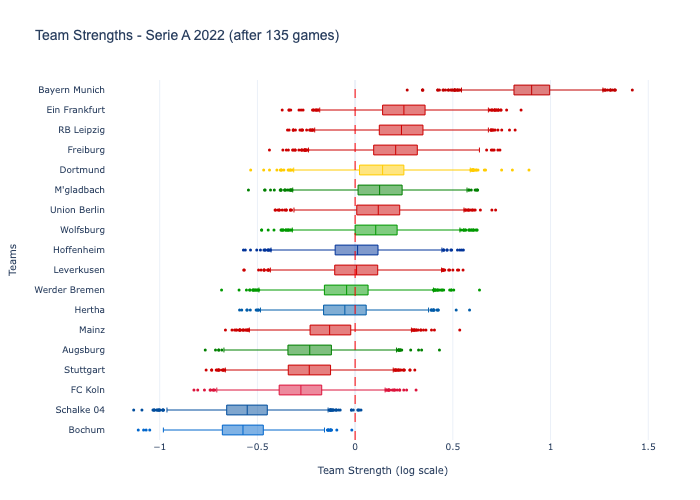 Team Strengths - Serie A 2022 (after 135 games)
Bayern Munich
Ein Frankfurt
RB Leipzig
Freiburg
Dortmund
M'gladbach
Union Berlin
Wolfsburg
Hoffenheim
Leverkusen
Werder Bremen
Hertha
Mainz
Augsburg
Stuttgart
FC Koln
Schalke 04
Bochum
Teams
−1 −0.5 0 0.5 1 1.5
Team Strength (log scale)